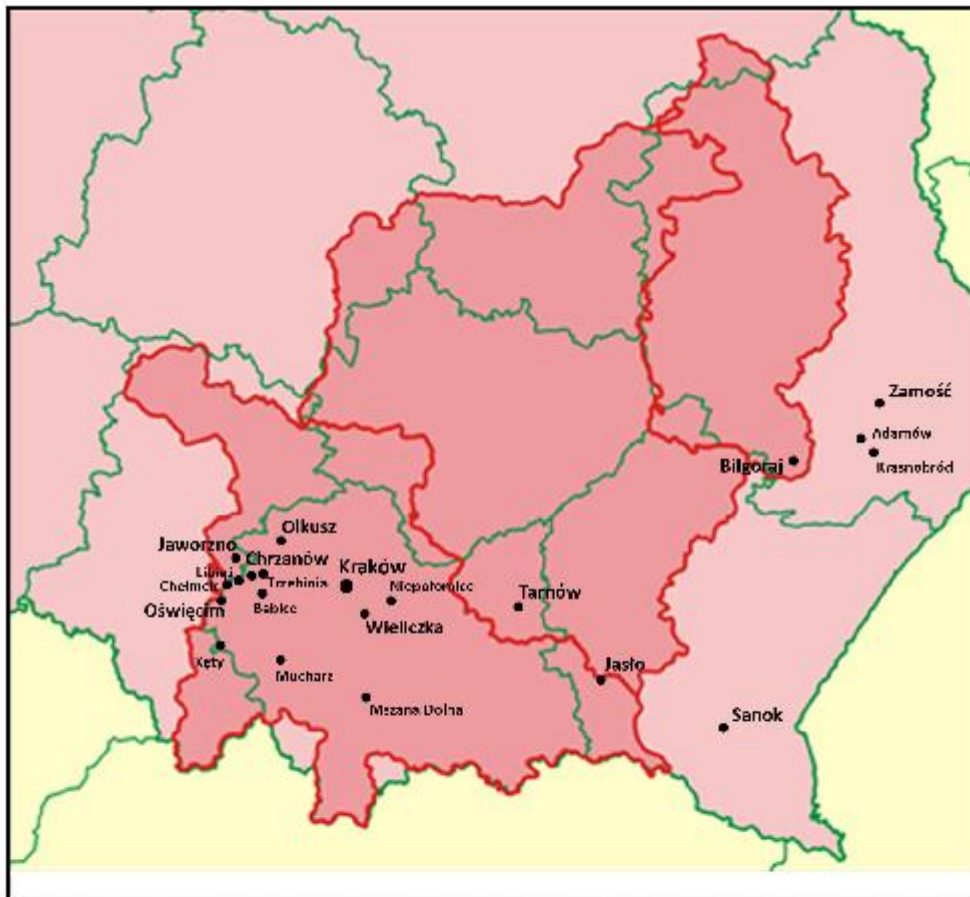 Zamość
Adamów
Krasnobród
Biłgoraj
Olkusz
Jaworzno
Chrzanów
Libiąż
Chełmek
Trzebinia
Kraków
Niepołomice
Oświęcim
Babice
Wieliczka
Tarnów
Kęty
Mucharz
Jasło
Mszana Dolna
Sanok